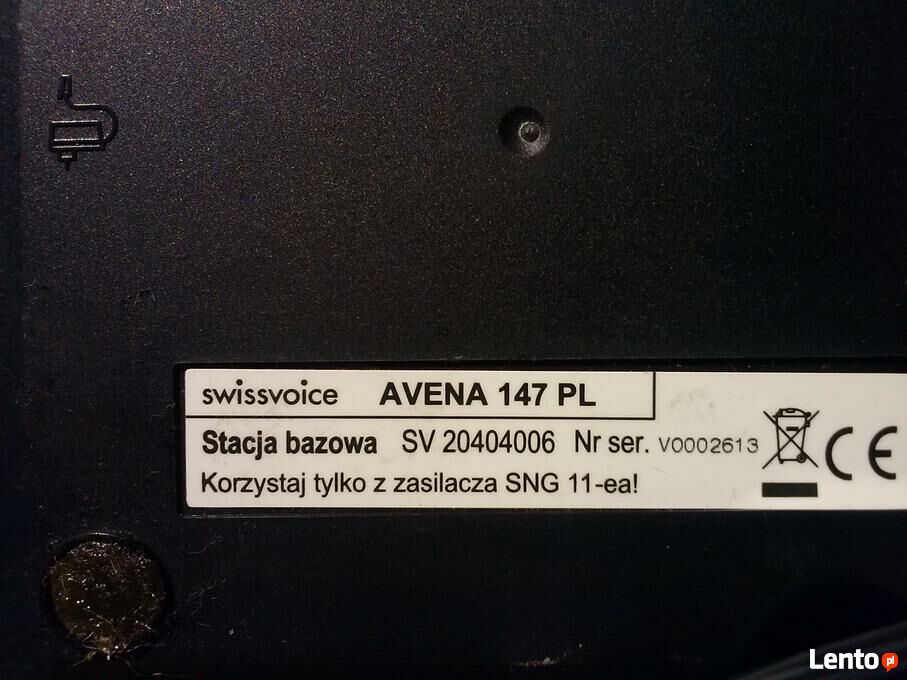 swissvoice AVENA 147 PL
Stacja bazowa SV 20404006 Nr ser. V0002613
Korzystaj tylko z zasilacza SNG 11-ea!
CE
Lento pl